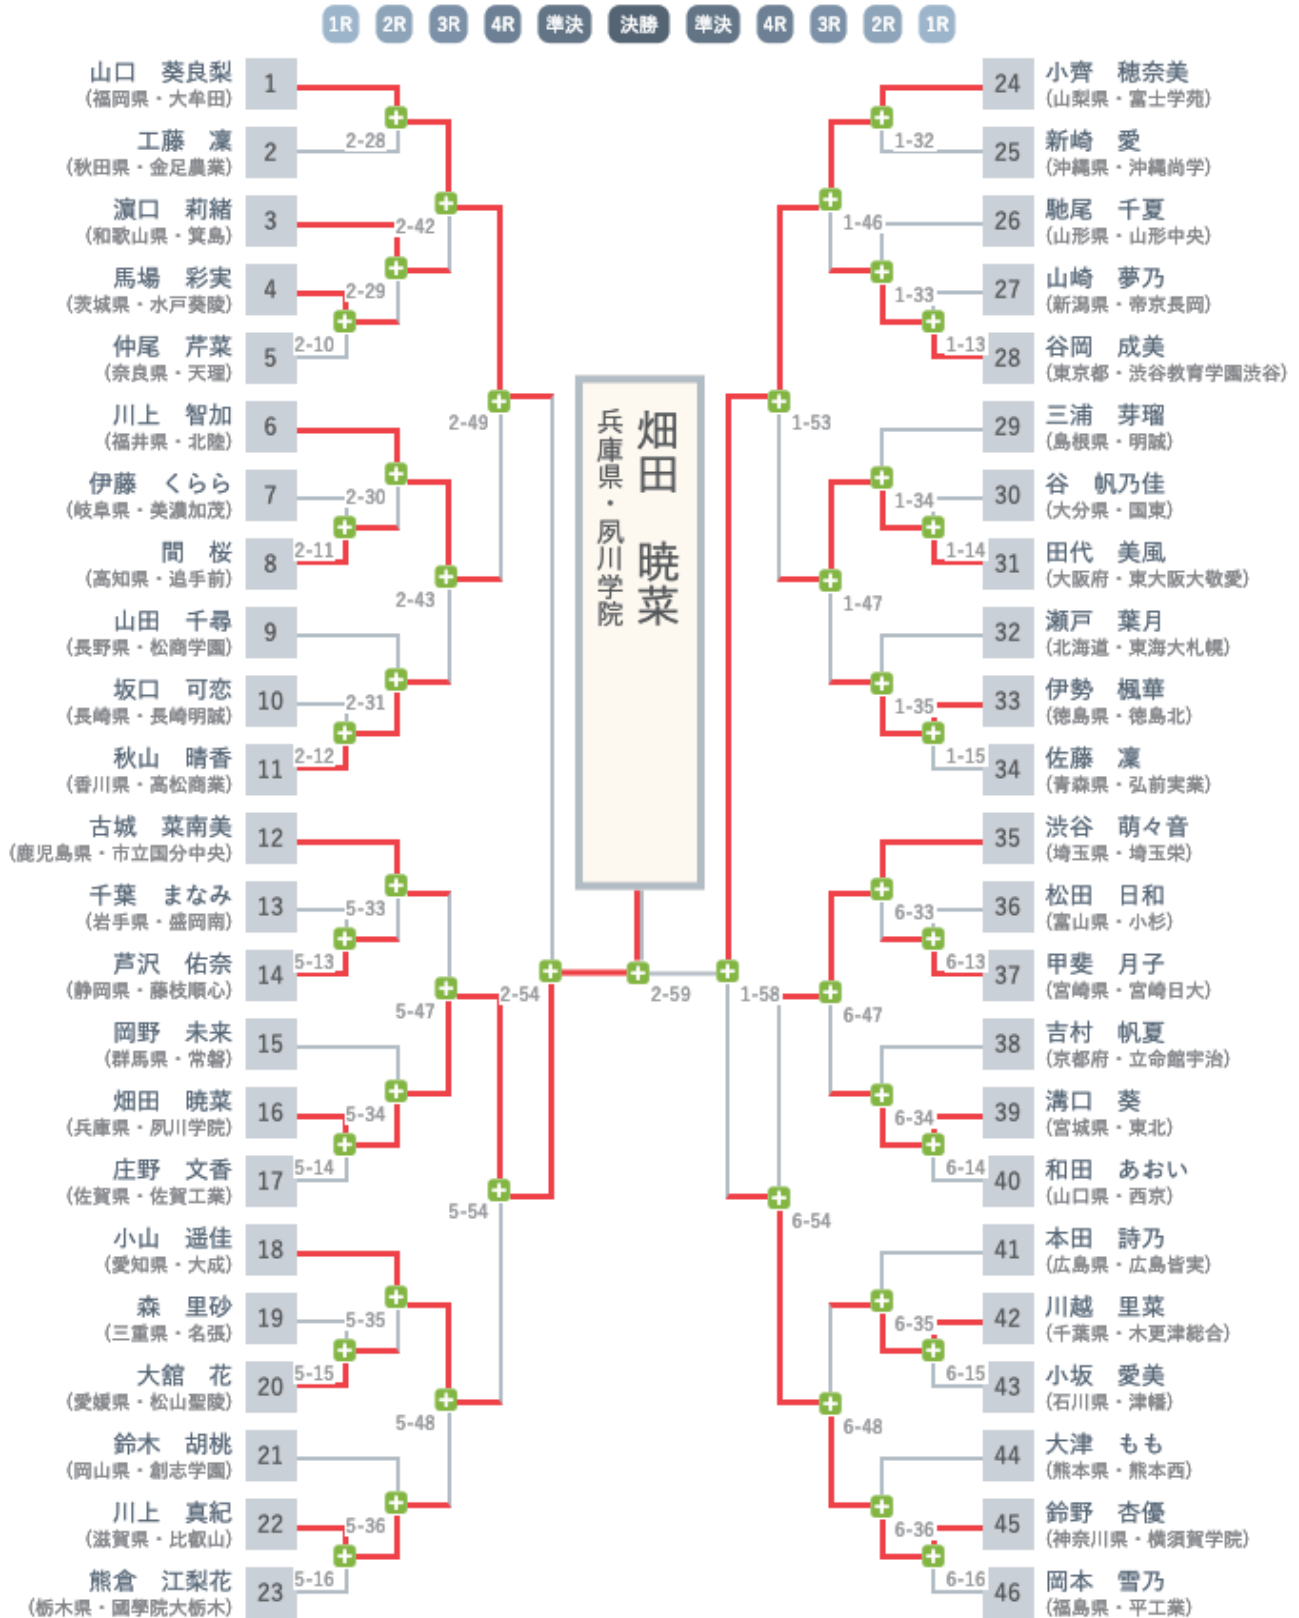 1R 2R 3R 4R 準決 決勝 準決 4R 3R 2R 1R
山口 葵良梨 1
(福岡県・大牟田)
工藤 凜 2
(秋田県・金足農業)
2-28
濵口 莉緒 3
(和歌山県・箕島)
2-42
馬場 彩実 4
(茨城県・水戸葵陵)
2-29
仲尾 芹菜 5
(奈良県・天理)
2-10
川上 智加 6
(福井県・北陸)
2-49
伊藤 くらら 7
(岐阜県・美濃加茂)
2-30
間 桜 8
(高知県・追手前)
2-11
山田 千尋 9
(長野県・松商学園)
2-43
坂口 可恋 10
(長崎県・長崎明誠)
2-31
秋山 晴香 11
(香川県・高松商業)
2-12
古城 菜南美 12
(鹿児島県・市立国分中央)
千葉 まなみ 13
(岩手県・盛岡南)
5-33
芦沢 佑奈 14
(静岡県・藤枝順心)
5-13
2-54
5-47
岡野 未来 15
(群馬県・常磐)
畑田 暁菜 16
(兵庫県・夙川学院)
5-34
庄野 文香 17
(佐賀県・佐賀工業)
5-14
5-54
小山 遥佳 18
(愛知県・大成)
森 里砂 19
(三重県・名張)
5-35
大舘 花 20
(愛媛県・松山聖陵)
5-15
5-48
鈴木 胡桃 21
(岡山県・創志学園)
川上 真紀 22
(滋賀県・比叡山)
5-36
熊倉 江梨花 23
(栃木県・國學院大栃木)
5-16
畑田 暁菜
兵庫県・夙川学院
2-59
24 小齊 穂奈美
(山梨県・富士学苑)
1-32
25 新崎 愛
(沖縄県・沖縄尚学)
1-46
26 馳尾 千夏
(山形県・山形中央)
1-33
27 山崎 夢乃
(新潟県・帝京長岡)
1-13
28 谷岡 成美
(東京都・渋谷教育学園渋谷)
1-53
29 三浦 芽瑠
(島根県・明誠)
1-34
30 谷 帆乃佳
(大分県・国東)
1-14
31 田代 美風
(大阪府・東大阪大敬愛)
1-47
32 瀬戸 葉月
(北海道・東海大札幌)
1-35
33 伊勢 楓華
(徳島県・徳島北)
1-15
34 佐藤 凜
(青森県・弘前実業)
35 渋谷 萌々音
(埼玉県・埼玉栄)
6-33
36 松田 日和
(富山県・小杉)
6-13
37 甲斐 月子
(宮崎県・宮崎日大)
1-58
6-47
38 吉村 帆夏
(京都府・立命館宇治)
6-34
39 溝口 葵
(宮城県・東北)
6-14
40 和田 あおい
(山口県・西京)
6-54
41 本田 詩乃
(広島県・広島皆実)
6-35
42 川越 里菜
(千葉県・木更津総合)
6-15
43 小坂 愛美
(石川県・津幡)
6-48
44 大津 もも
(熊本県・熊本西)
6-36
45 鈴野 杏優
(神奈川県・横須賀学院)
6-16
46 岡本 雪乃
(福島県・平工業)